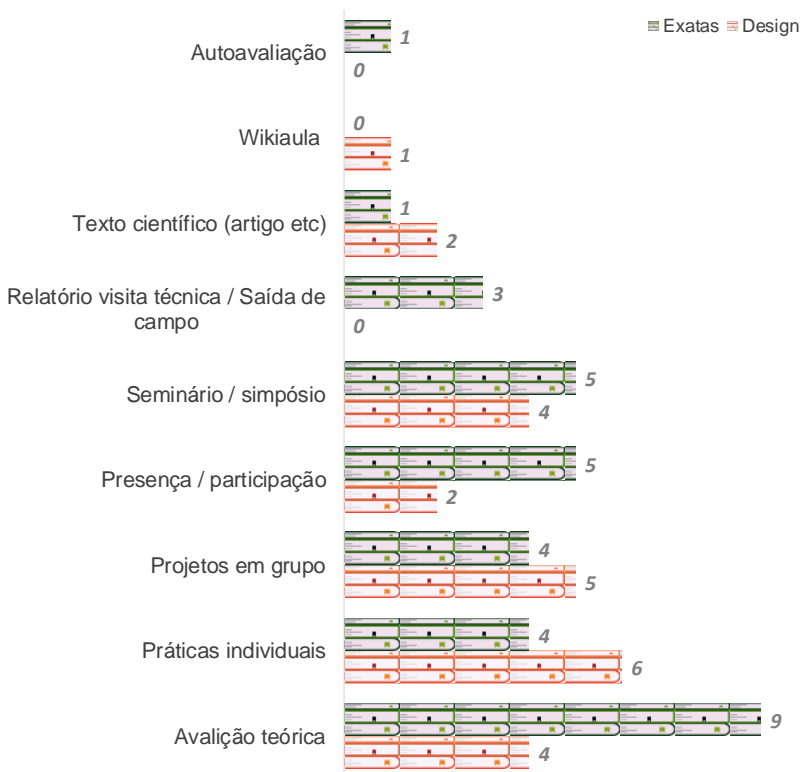 Exatas Design
Autoavaliação
1
0
Wikiaula
0
1
Texto científico (artigo etc)
1
2
Relatório visita técnica / Saída de
campo
3
0
Seminário / simpósio
5
4
Presença / participação
5
2
Projetos em grupo
4
5
Práticas individuais
4
6
Avalição teórica
9
4